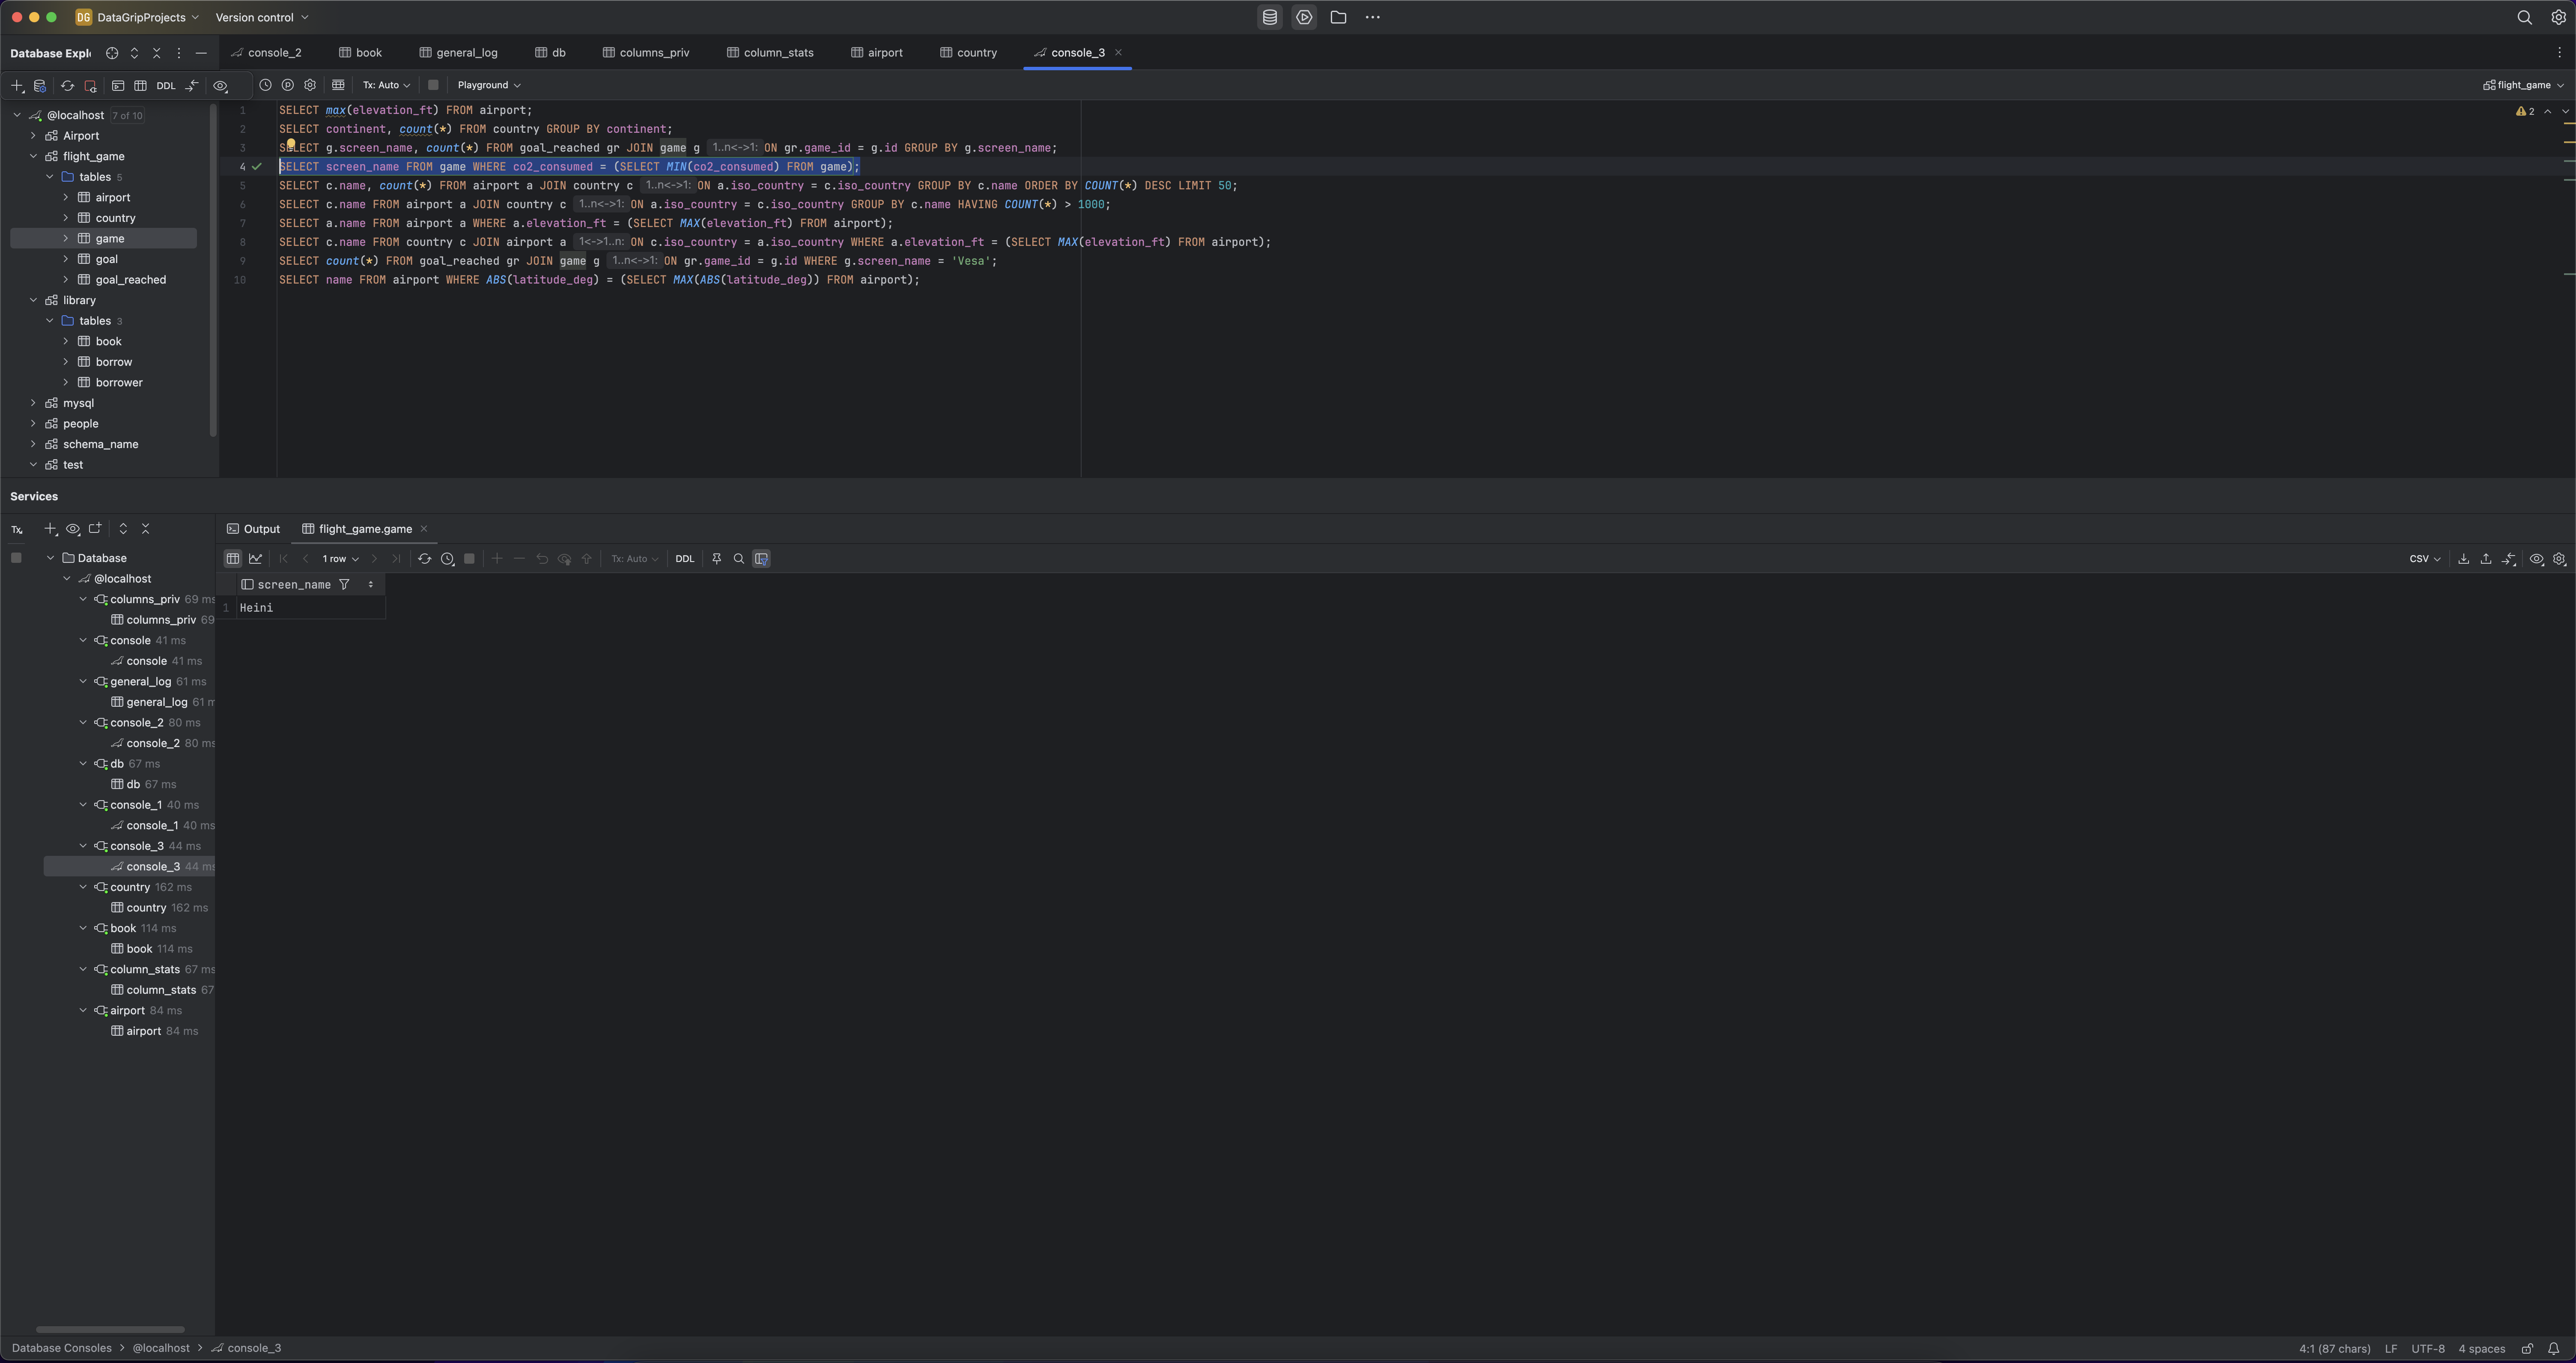 DG DataGripProjects Version control
Database Expl
console_2 book general_log db columns_priv column_stats airport country console_3
DDL Tx: Auto Playground flight_game
@localhost 7 of 10
Airport
flight_game
tables 5
airport
country
game
goal
goal_reached
library
tables 3
book
borrow
borrower
mysql
people
schema_name
test
2
1 SELECT max(elevation_ft) FROM airport;
2 SELECT continent, count(*) FROM country GROUP BY continent;
3 SELECT g.screen_name, count(*) FROM goal_reached gr JOIN game g 1..n<->1: ON gr.game_id = g.id GROUP BY g.screen_name;
4 SELECT screen_name FROM game WHERE co2_consumed = (SELECT MIN(co2_consumed) FROM game);
5 SELECT c.name, count(*) FROM airport a JOIN country c 1..n<->1: ON a.iso_country = c.iso_country GROUP BY c.name ORDER BY COUNT(*) DESC LIMIT 50;
6 SELECT c.name FROM airport a JOIN country c 1..n<->1: ON a.iso_country = c.iso_country GROUP BY c.name HAVING COUNT(*) > 1000;
7 SELECT a.name FROM airport a WHERE a.elevation_ft = (SELECT MAX(elevation_ft) FROM airport);
8 SELECT c.name FROM country c JOIN airport a 1<->1..n: ON c.iso_country = a.iso_country WHERE a.elevation_ft = (SELECT MAX(elevation_ft) FROM airport);
9 SELECT count(*) FROM goal_reached gr JOIN game g 1..n<->1: ON gr.game_id = g.id WHERE g.screen_name = 'Vesa';
10 SELECT name FROM airport WHERE ABS(latitude_deg) = (SELECT MAX(ABS(latitude_deg)) FROM airport);
Services
Tx
Database
@localhost
columns_priv 69 ms
columns_priv 69
console 41 ms
console 41 ms
general_log 61 ms
general_log 61 m
console_2 80 ms
console_2 80 ms
db 67 ms
db 67 ms
console_1 40 ms
console_1 40 ms
console_3 44 ms
console_3 44 ms
country 162 ms
country 162 ms
book 114 ms
book 114 ms
column_stats 67 ms
column_stats 67
airport 84 ms
airport 84 ms
Output flight_game.game
1 row Tx: Auto DDL CSV
screen_name
1 Heini
Database Consoles > @localhost > console_3
4:1 (87 chars) LF UTF-8 4 spaces